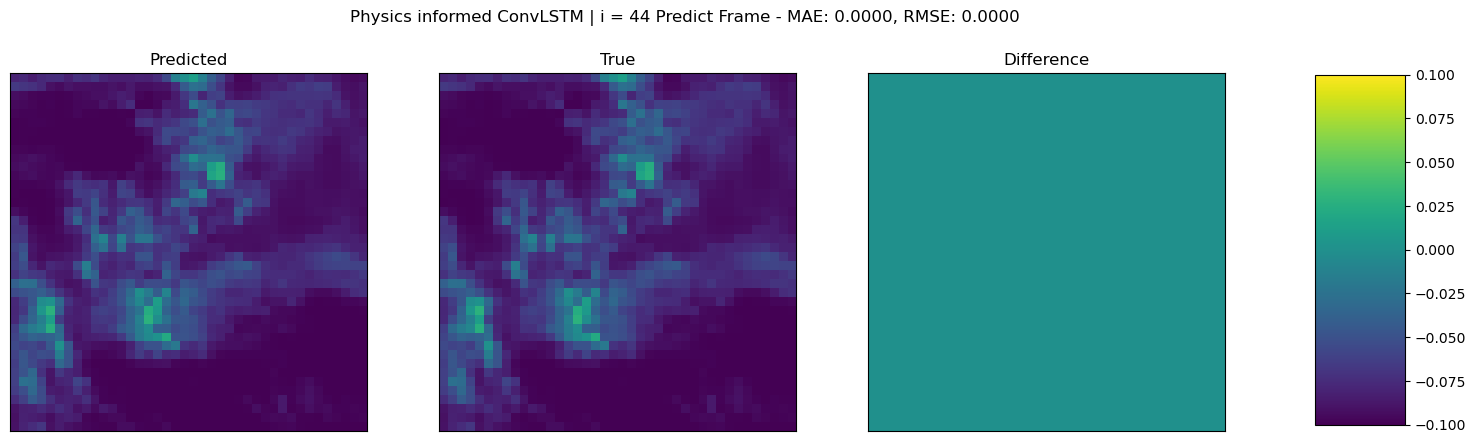 Physics informed ConvLSTM | i = 44 Predict Frame - MAE: 0.0000, RMSE: 0.0000
Predicted
True
Difference
0.100
0.075
0.050
0.025
0.000
−0.025
−0.050
−0.075
−0.100